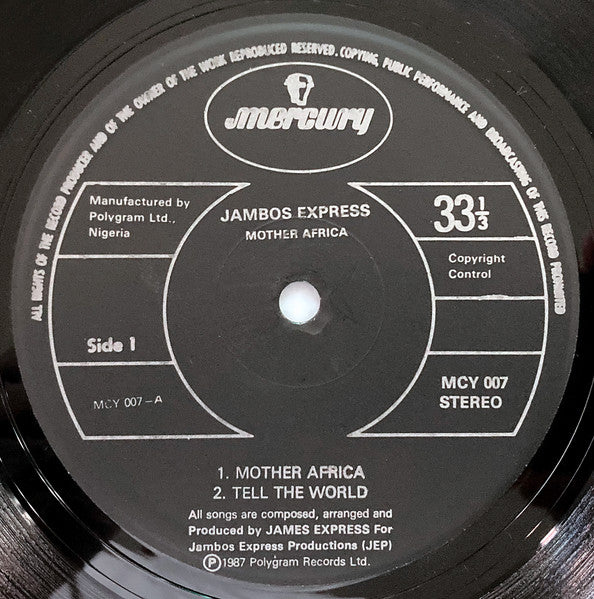 ALL RIGHTS OF THE RECORD PRODUCER AND OF THE OWNER OF THE WORK REPRODUCED RESERVED. COPYING, PUBLIC PERFORMANCE AND BROADCASTING OF THIS RECORD PROHIBITED
mercury
Manufactured by
Polygram Ltd.,
Nigeria
JAMBOS EXPRESS
MOTHER AFRICA
33 1/3
Copyright
Control
Side 1
MCY 007-A
MCY 007
STEREO
1. MOTHER AFRICA
2. TELL THE WORLD
All songs are composed, arranged and
Produced by JAMES EXPRESS For
Jambos Express Productions (JEP)
Ⓟ1987 Polygram Records Ltd.